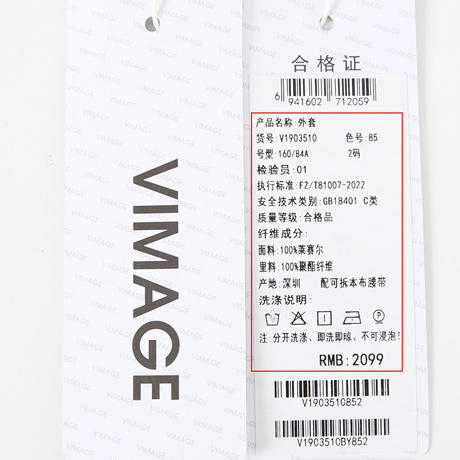 VIMAGE
合格证
6 941602 712059
产品名称:外套
货号:V1903510 色号:85
号型:160/84A 2码
检验员:01
执行标准:FZ/T81007-2022
安全技术类别:GB18401 C类
质量等级:合格品
纤维成分:
面料:100%莱赛尔
里料:100%聚酯纤维
产地:深圳 配可拆本布腰带
洗涤说明:
注:分开洗涤、即洗即晾、不可浸泡!
RMB:2099
V1903510852
V1903510BY852